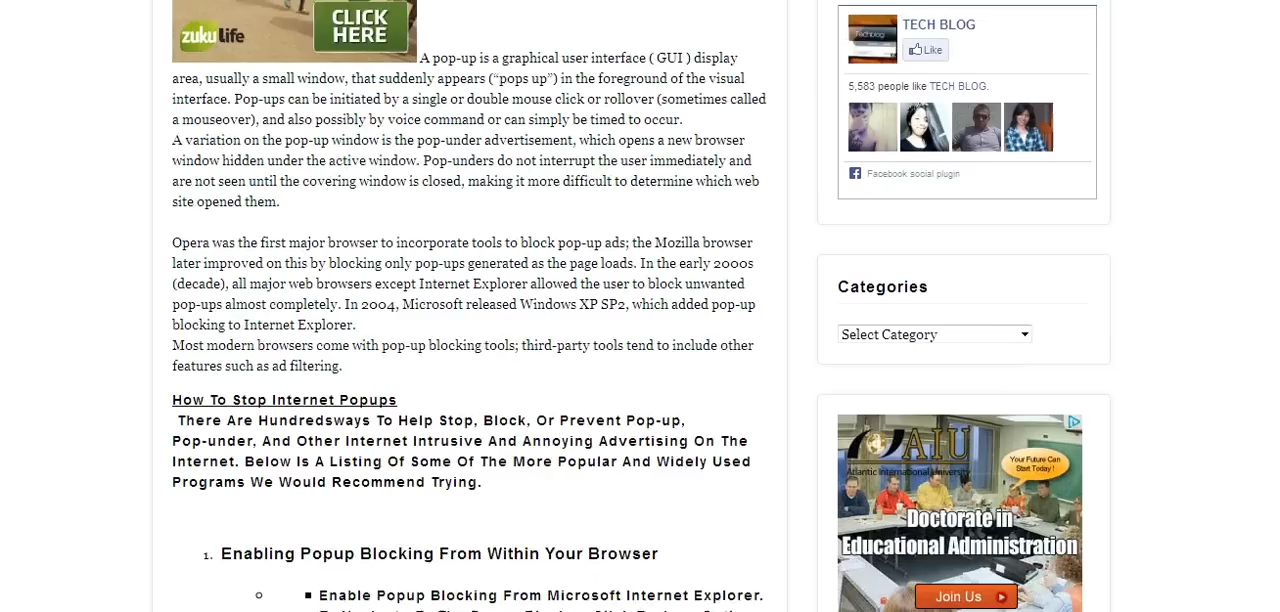 zuku life
CLICK
HERE
A pop-up is a graphical user interface ( GUI ) display
area, usually a small window, that suddenly appears (“pops up”) in the foreground of the visual
interface. Pop-ups can be initiated by a single or double mouse click or rollover (sometimes called
a mouseover), and also possibly by voice command or can simply be timed to occur.
A variation on the pop-up window is the pop-under advertisement, which opens a new browser
window hidden under the active window. Pop-unders do not interrupt the user immediately and
are not seen until the covering window is closed, making it more difficult to determine which web
site opened them.
Opera was the first major browser to incorporate tools to block pop-up ads; the Mozilla browser
later improved on this by blocking only pop-ups generated as the page loads. In the early 2000s
(decade), all major web browsers except Internet Explorer allowed the user to block unwanted
pop-ups almost completely. In 2004, Microsoft released Windows XP SP2, which added pop-up
blocking to Internet Explorer.
Most modern browsers come with pop-up blocking tools; third-party tools tend to include other
features such as ad filtering.
How To Stop Internet Popups
There Are Hundredsways To Help Stop, Block, Or Prevent Pop-up,
Pop-under, And Other Internet Intrusive And Annoying Advertising On The
Internet. Below Is A Listing Of Some Of The More Popular And Widely Used
Programs We Would Recommend Trying.
1. Enabling Popup Blocking From Within Your Browser
Enable Popup Blocking From Microsoft Internet Explorer.
TECH BLOG
Like
5,583 people like TECH BLOG.
Facebook social plugin
Categories
Select Category
AIU
Atlantic International University
Your Future Can
Start Today !
Doctorate in
Educational Administration
Join Us